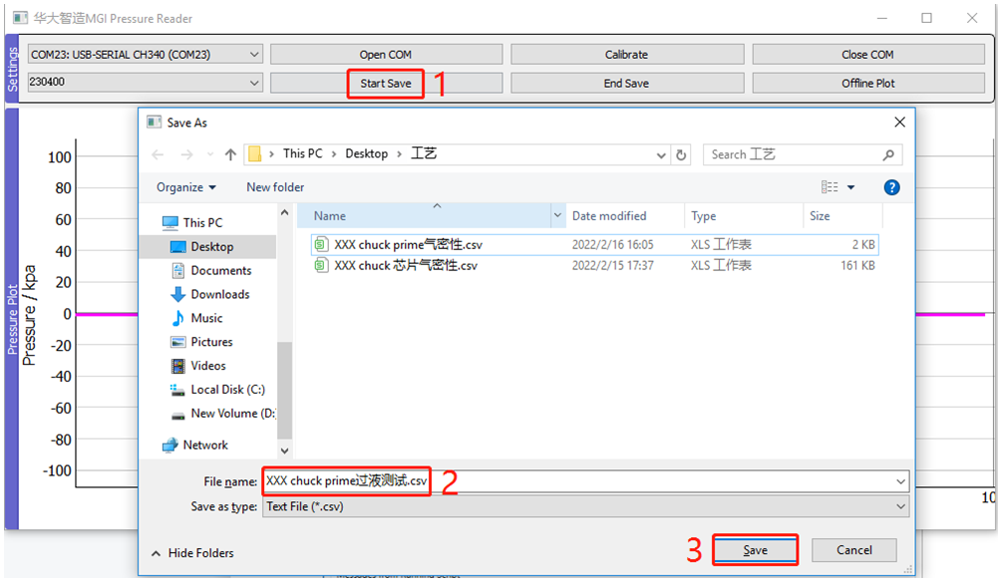 华大智造MGI Pressure Reader
Settings
COM23: USB-SERIAL CH340 (COM23)
Open COM
Calibrate
Close COM
230400
Start Save
1
End Save
Offline Plot
Save As
This PC
Desktop
工艺
Search 工艺
Organize
New folder
Name
Date modified
Type
Size
This PC
Desktop
Documents
Downloads
Music
Pictures
Videos
Local Disk (C:)
New Volume (D:
Network
XXX chuck prime气密性.csv
2022/2/16 16:05
XLS 工作表
2 KB
XXX chuck 芯片气密性.csv
2022/2/15 17:37
XLS 工作表
161 KB
Pressure Plot
Pressure / kpa
100
80
60
40
20
0
-20
-40
-60
-80
-100
10
File name:
XXX chuck prime过液测试.csv
2
Save as type:
Text File (*.csv)
Hide Folders
3
Save
Cancel